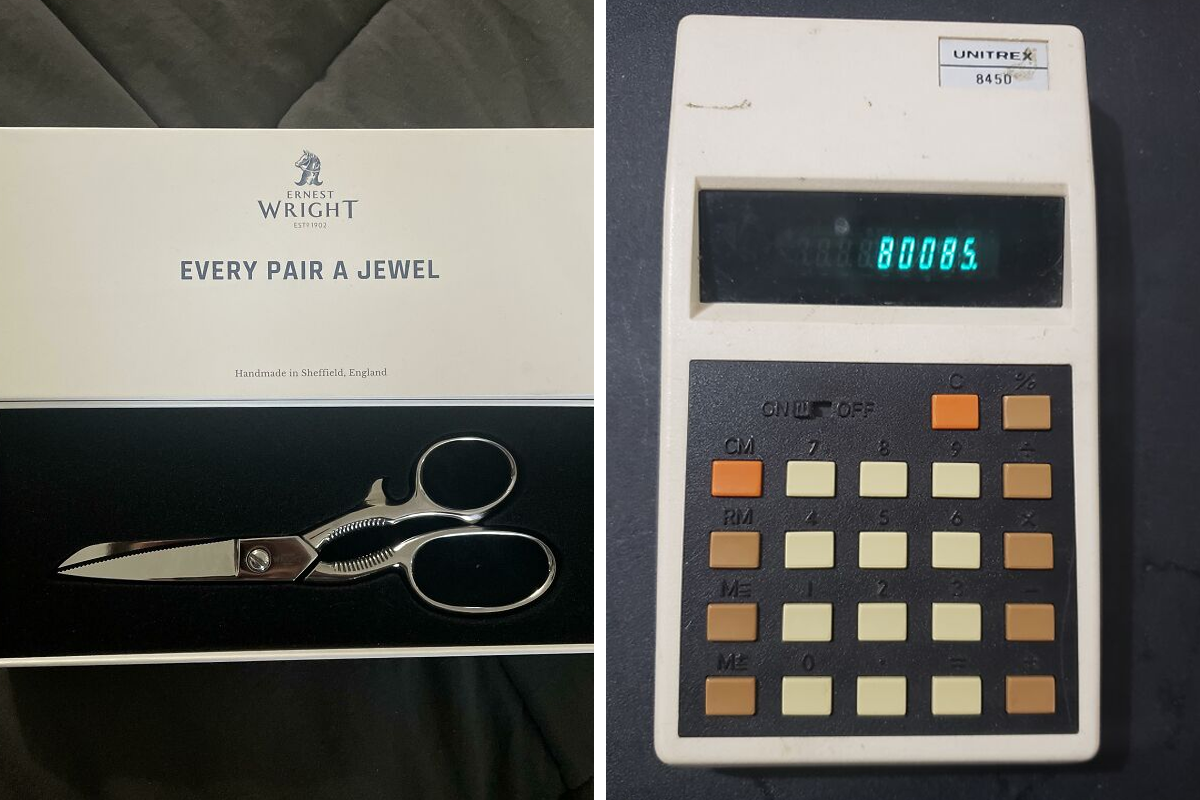 ERNEST
WRIGHT
ESTD 1902
EVERY PAIR A JEWEL
Handmade in Sheffield, England
UNITREX
8450
80085.
C %
ON OFF
CM 7 8 9 ÷
RM 4 5 6 X
M= 1 2 3 -
M± 0 . = +